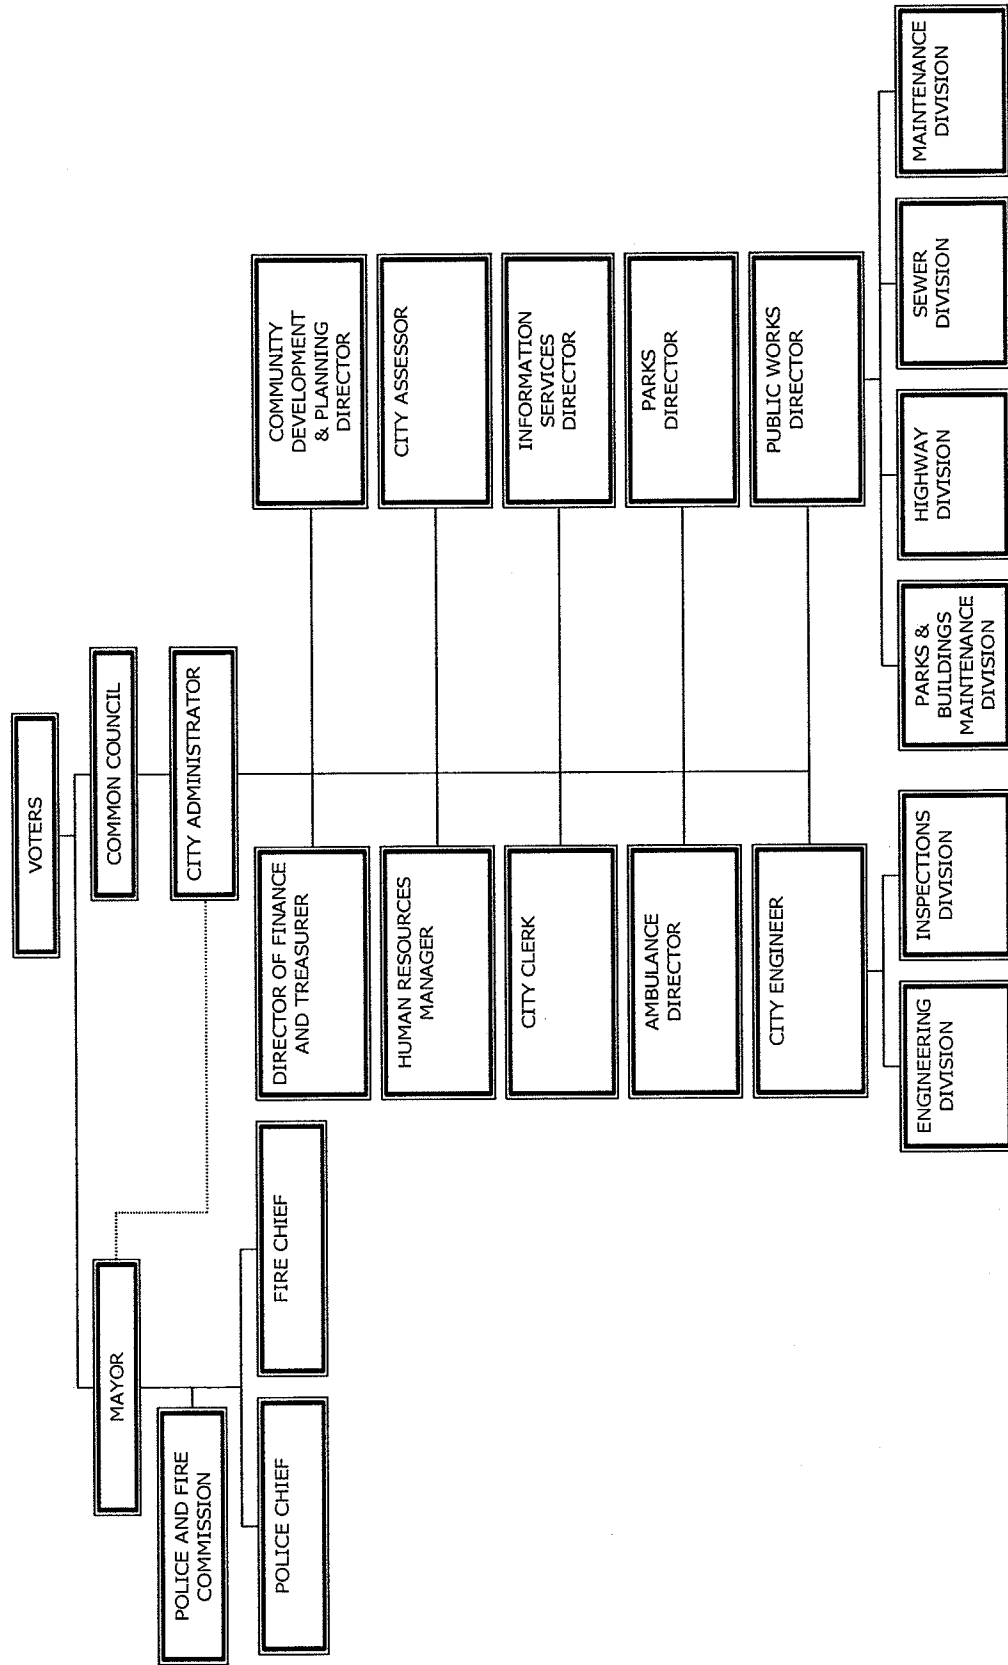 VOTERS
MAYOR
COMMON COUNCIL
POLICE AND FIRE
COMMISSION
CITY ADMINISTRATOR
POLICE CHIEF
FIRE CHIEF
DIRECTOR OF FINANCE
AND TREASURER
COMMUNITY
DEVELOPMENT
& PLANNING
DIRECTOR
HUMAN RESOURCES
MANAGER
CITY ASSESSOR
CITY CLERK
INFORMATION
SERVICES
DIRECTOR
AMBULANCE
DIRECTOR
PARKS
DIRECTOR
CITY ENGINEER
PUBLIC WORKS
DIRECTOR
ENGINEERING
DIVISION
INSPECTIONS
DIVISION
PARKS &
BUILDINGS
MAINTENANCE
DIVISION
HIGHWAY
DIVISION
SEWER
DIVISION
MAINTENANCE
DIVISION